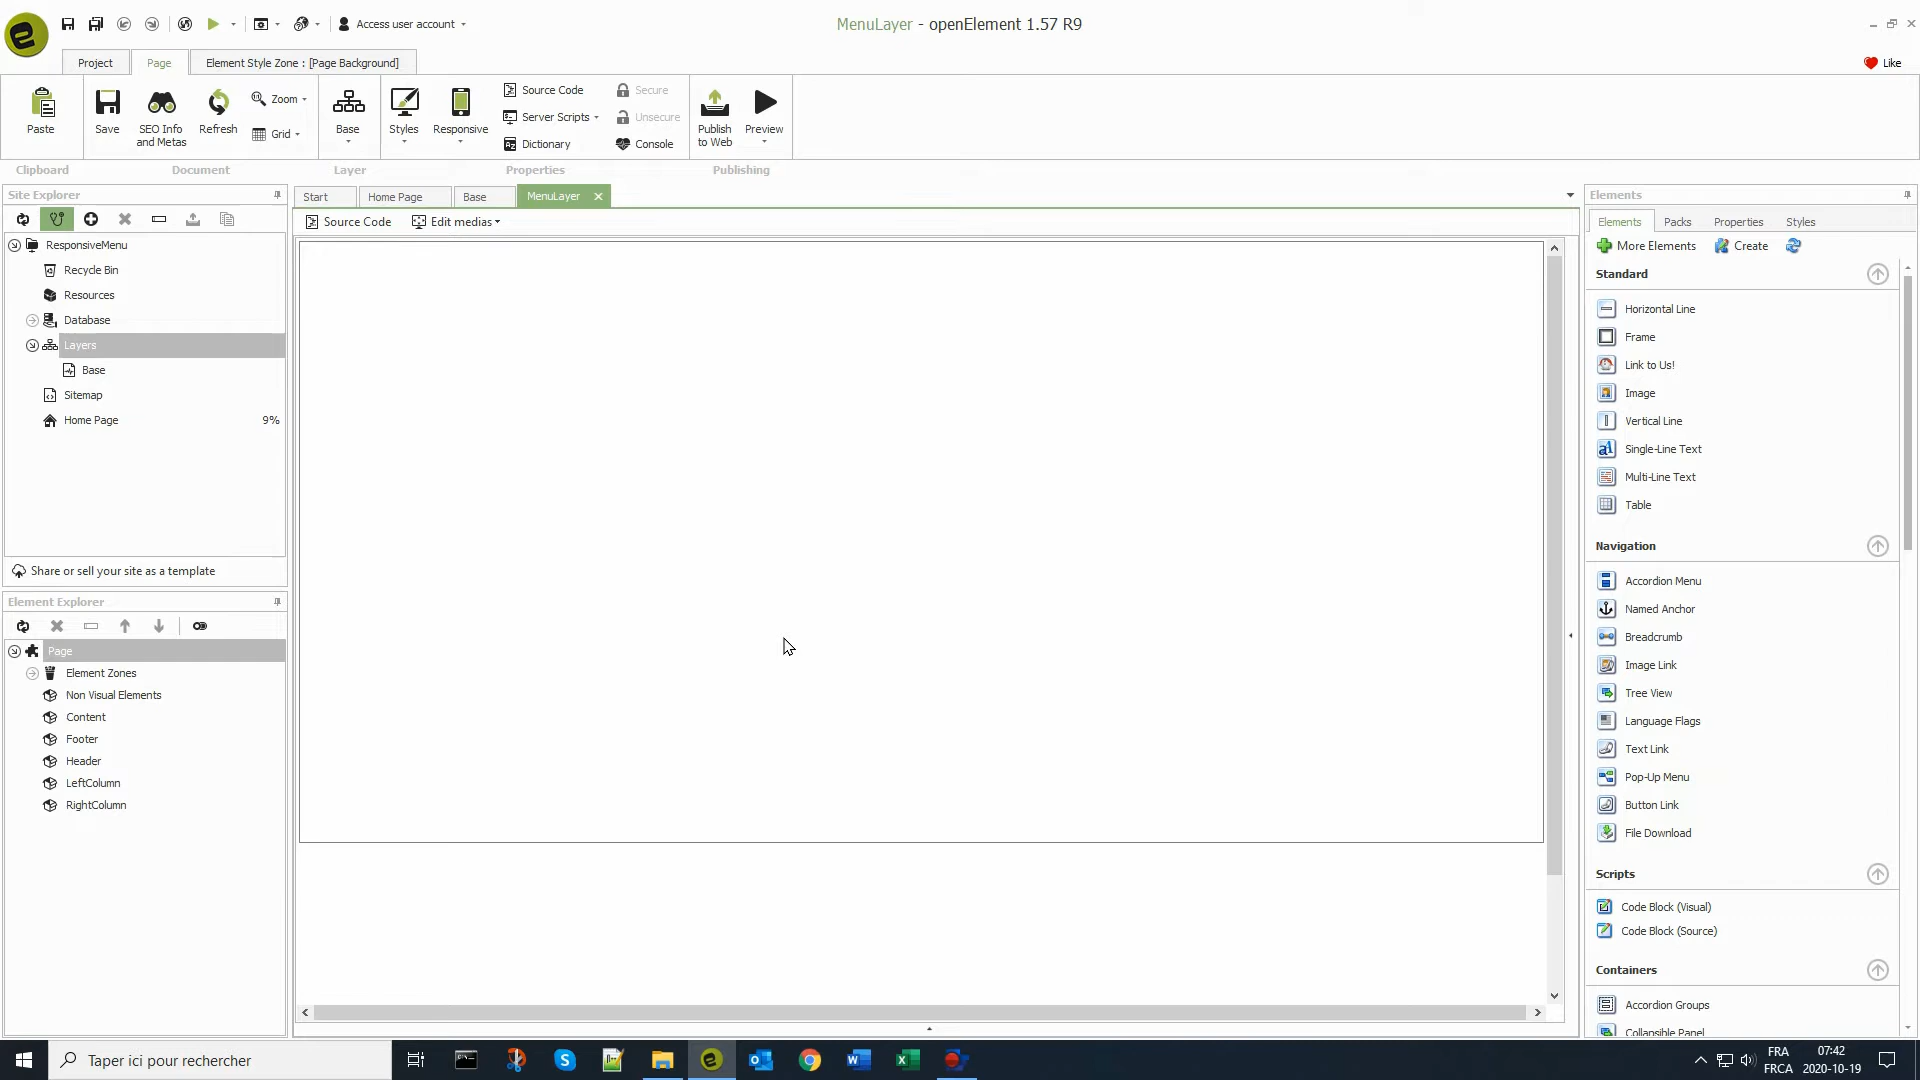 Access user account
MenuLayer - openElement 1.57 R9
Project
Page
Element Style Zone : [Page Background]
Like
Paste
Save
SEO Info
and Metas
Refresh
Zoom
Grid
Base
Styles
Responsive
Source Code
Server Scripts
Dictionary
Secure
Unsecure
Console
Publish
to Web
Preview
Clipboard
Document
Layer
Properties
Publishing
Site Explorer
ResponsiveMenu
Recycle Bin
Resources
Database
Layers
Base
Sitemap
Home Page 9%
Share or sell your site as a template
Element Explorer
Page
Element Zones
Non Visual Elements
Content
Footer
Header
LeftColumn
RightColumn
Start
Home Page
Base
MenuLayer
Source Code
Edit medias
Elements
Elements
Packs
Properties
Styles
More Elements
Create
Standard
Horizontal Line
Frame
Link to Us!
Image
Vertical Line
Single-Line Text
Multi-Line Text
Table
Navigation
Accordion Menu
Named Anchor
Breadcrumb
Image Link
Tree View
Language Flags
Text Link
Pop-Up Menu
Button Link
File Download
Scripts
Code Block (Visual)
Code Block (Source)
Containers
Accordion Groups
Collapsible Panel
Taper ici pour rechercher
FRA
FRCA
07:42
2020-10-19